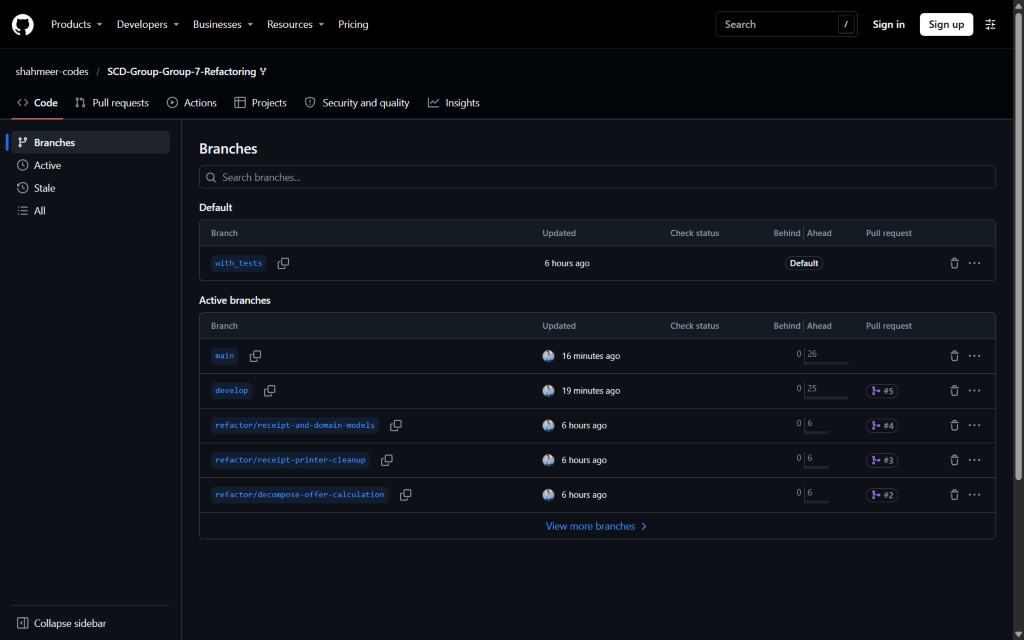 Products Developers Businesses Resources Pricing Search / Sign in Sign up
shahmeer-codes / SCD-Group-Group-7-Refactoring
Code Pull requests Actions Projects Security and quality Insights
Branches
Active
Stale
All
Collapse sidebar
Branches
Search branches...
Default
Branch Updated Check status Behind Ahead Pull request
with_tests 6 hours ago Default
Active branches
Branch Updated Check status Behind Ahead Pull request
main 16 minutes ago 0 26
develop 19 minutes ago 0 25 #5
refactor/receipt-and-domain-models 6 hours ago 0 6 #4
refactor/receipt-printer-cleanup 6 hours ago 0 6 #3
refactor/decompose-offer-calculation 6 hours ago 0 6 #2
View more branches